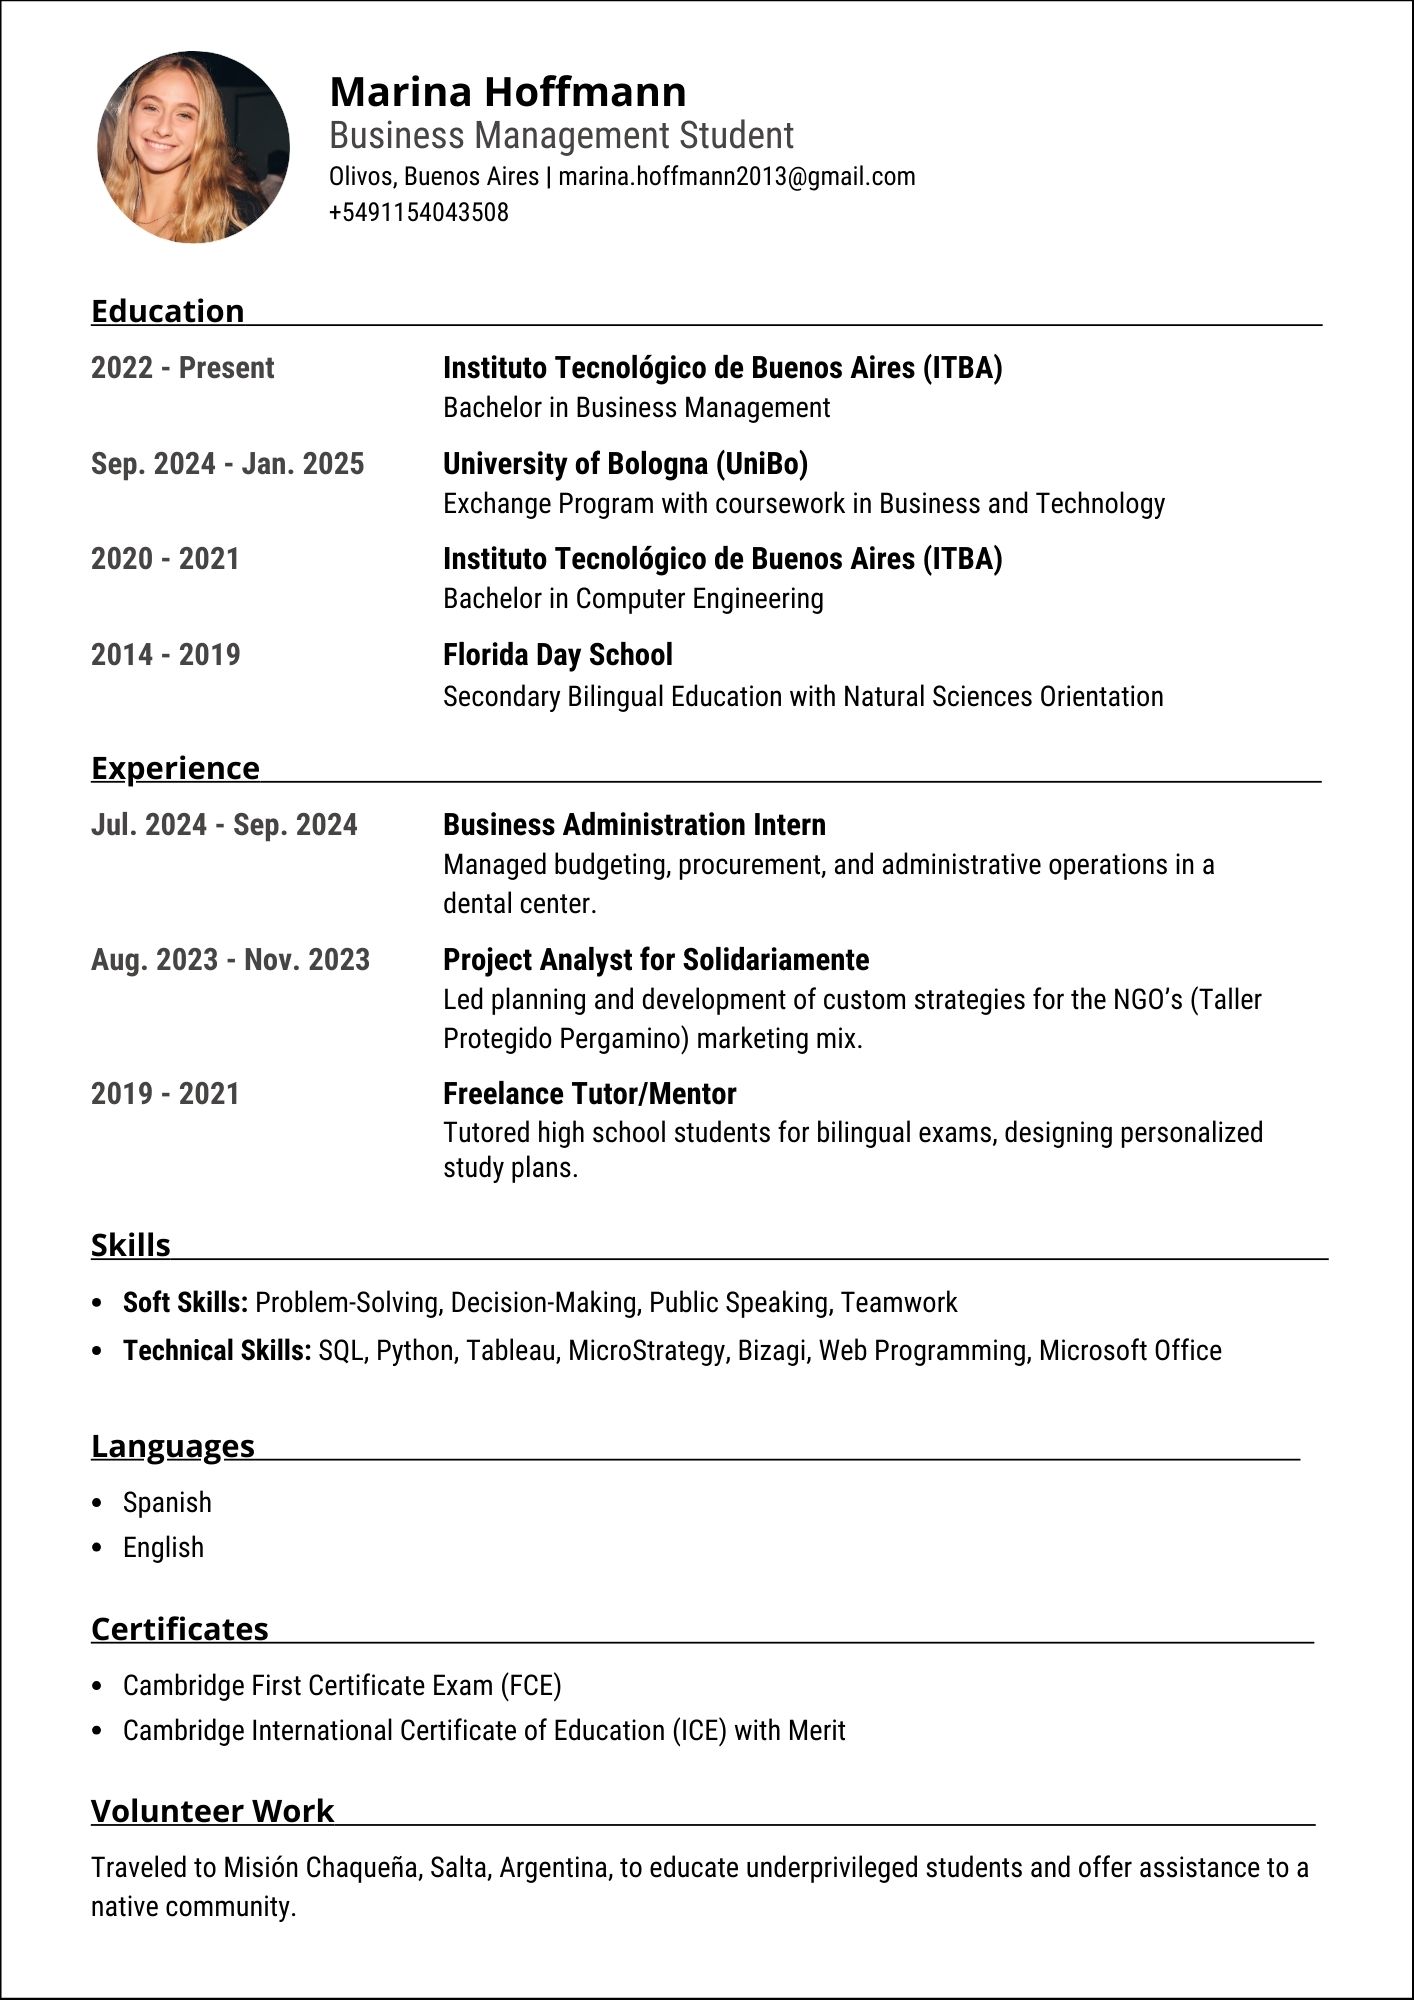 Marina Hoffmann
Business Management Student
Olivos, Buenos Aires | marina.hoffmann2013@gmail.com
+5491154043508
Education
2022 - Present Instituto Tecnológico de Buenos Aires (ITBA)
Bachelor in Business Management
Sep. 2024 - Jan. 2025 University of Bologna (UniBo)
Exchange Program with coursework in Business and Technology
2020 - 2021 Instituto Tecnológico de Buenos Aires (ITBA)
Bachelor in Computer Engineering
2014 - 2019 Florida Day School
Secondary Bilingual Education with Natural Sciences Orientation
Experience
Jul. 2024 - Sep. 2024 Business Administration Intern
Managed budgeting, procurement, and administrative operations in a
dental center.
Aug. 2023 - Nov. 2023 Project Analyst for Solidariamente
Led planning and development of custom strategies for the NGO’s (Taller
Protegido Pergamino) marketing mix.
2019 - 2021 Freelance Tutor/Mentor
Tutored high school students for bilingual exams, designing personalized
study plans.
Skills
• Soft Skills: Problem-Solving, Decision-Making, Public Speaking, Teamwork
• Technical Skills: SQL, Python, Tableau, MicroStrategy, Bizagi, Web Programming, Microsoft Office
Languages
• Spanish
• English
Certificates
• Cambridge First Certificate Exam (FCE)
• Cambridge International Certificate of Education (ICE) with Merit
Volunteer Work
Traveled to Misión Chaqueña, Salta, Argentina, to educate underprivileged students and offer assistance to a
native community.